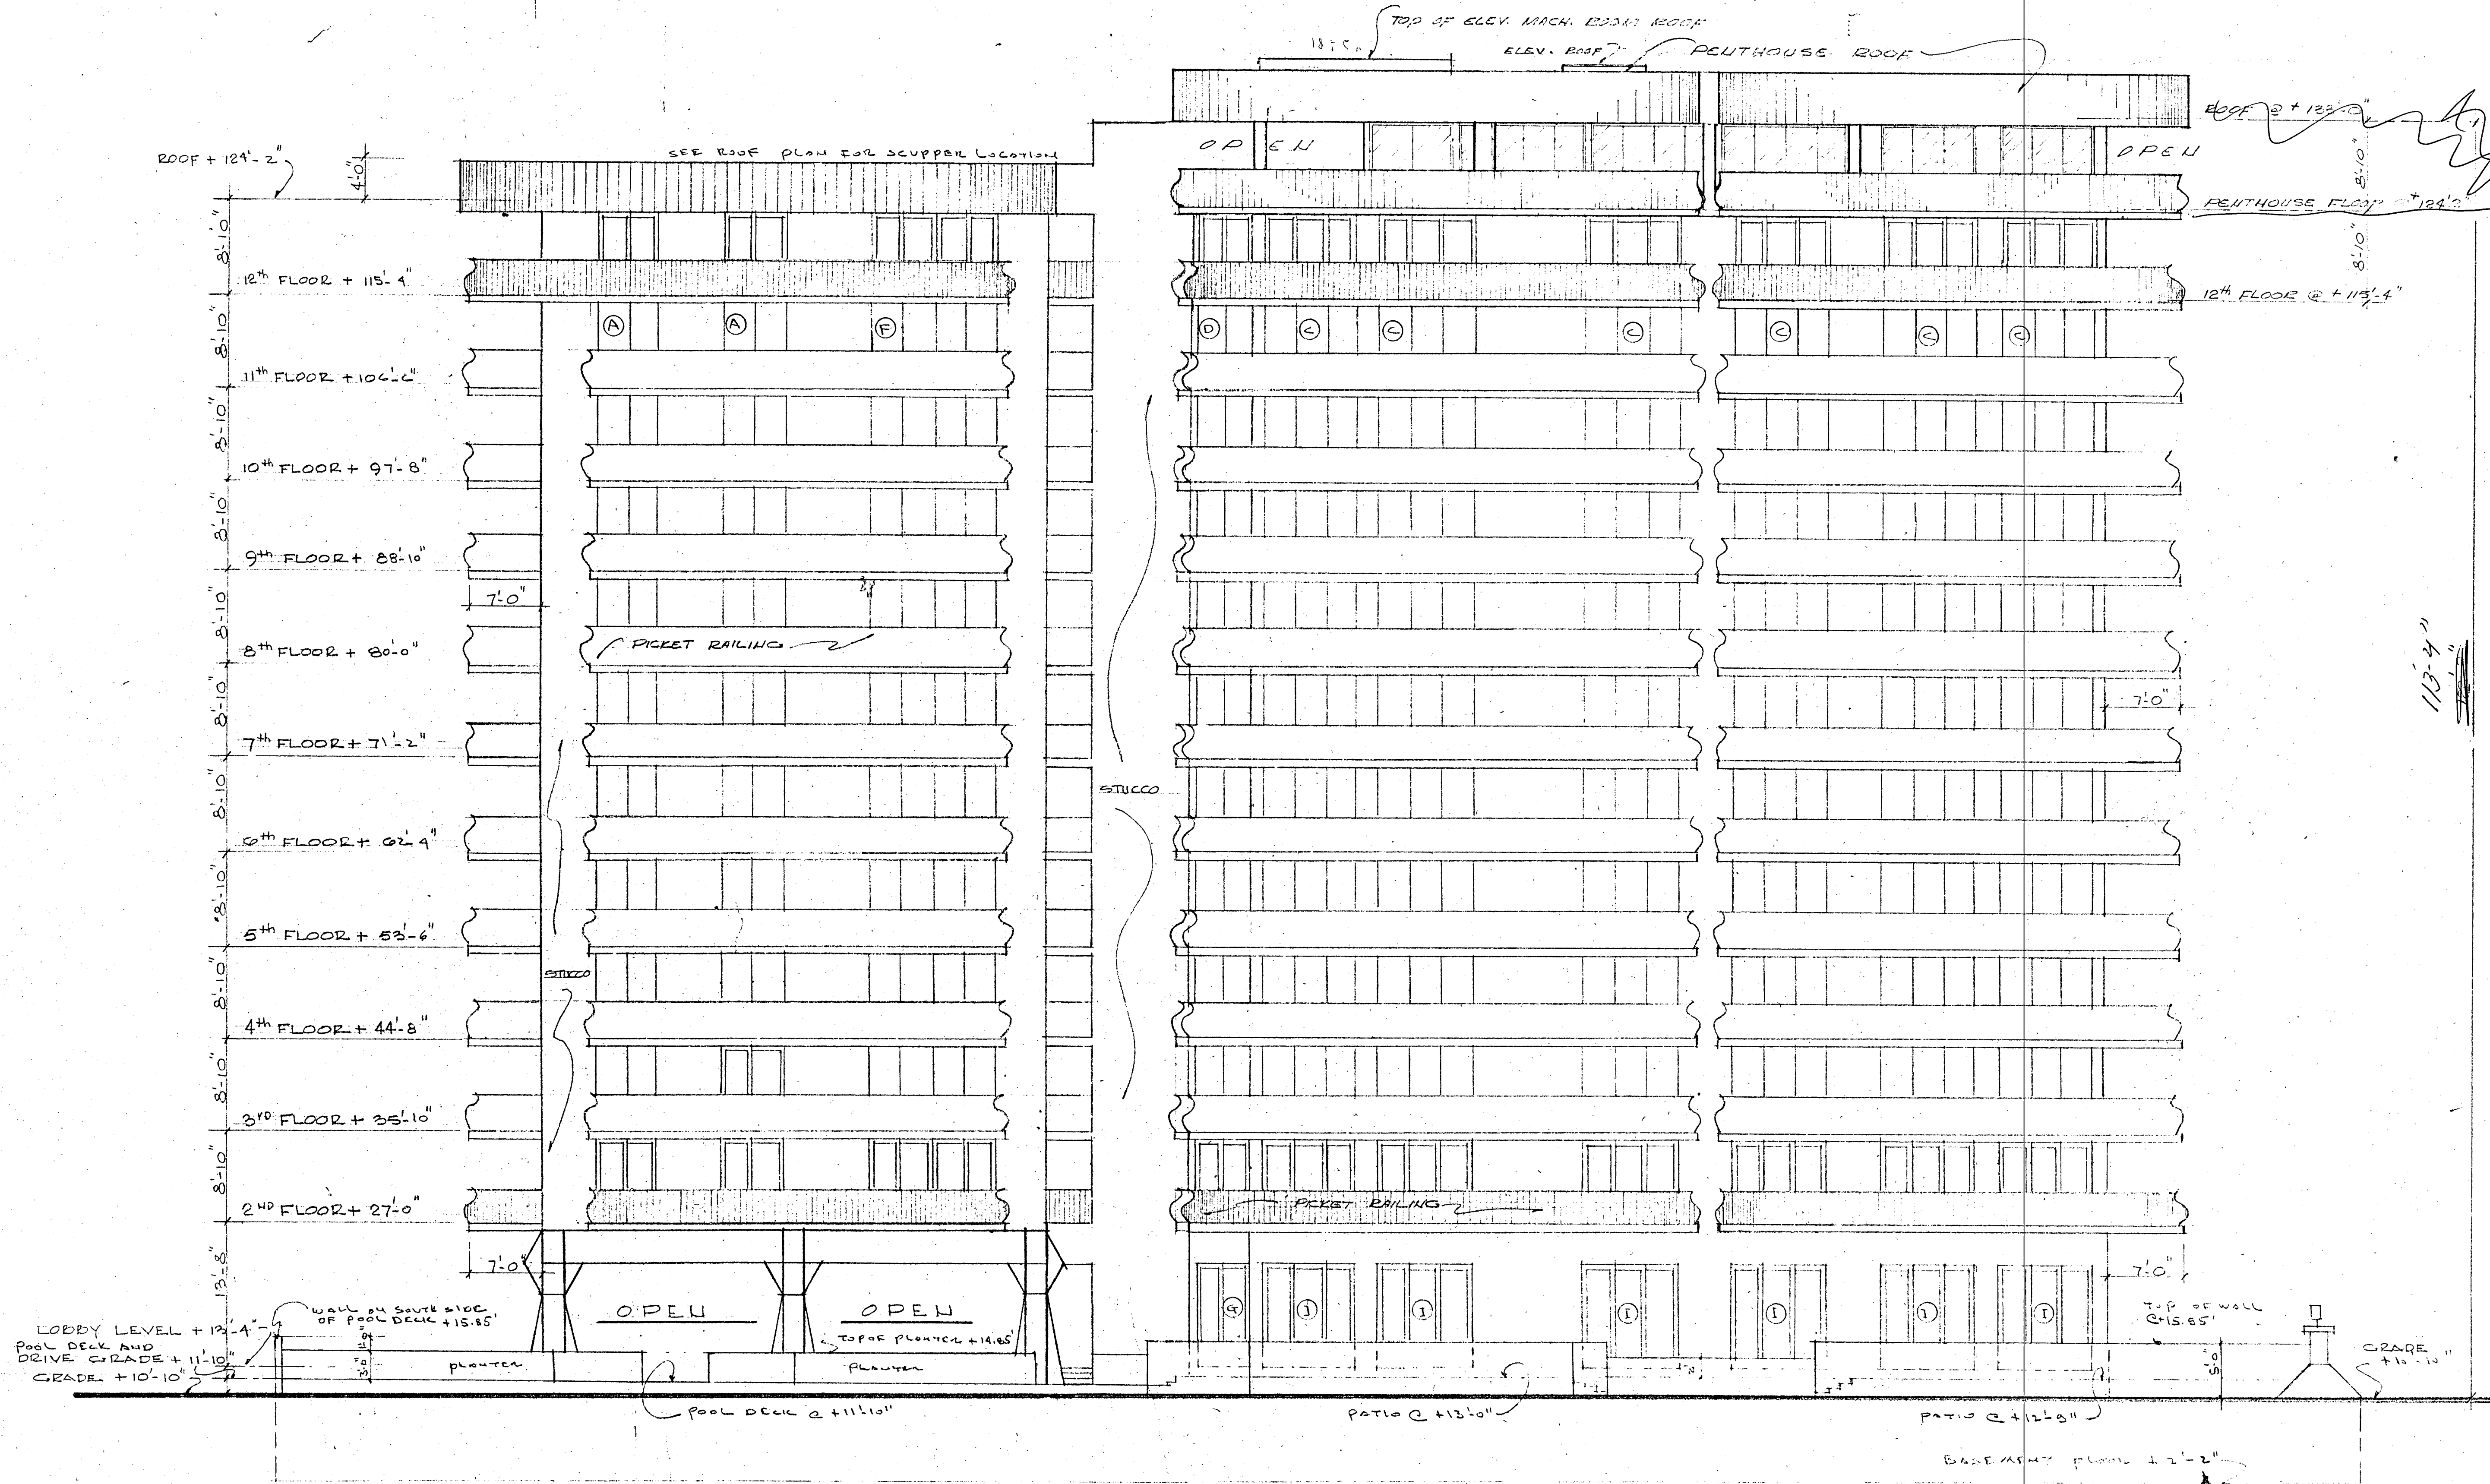 TOP OF ELEV. MACH. ROOM ROOF
ELEV. ROOF
PENTHOUSE ROOF
ROOF @ + 133'-0"
ROOF + 124'-2"
4'-0"
SEE ROOF PLAN FOR SCUPPER LOCATION
OPEN
OPEN
8'-10"
PENTHOUSE FLOOR @ + 124'-2"
8'-10"
8'-10"
12th FLOOR + 115'-4"
12th FLOOR @ + 115'-4"
8'-10"
A
A
F
D
C
C
C
C
C
C
11th FLOOR + 106'-6"
8'-10"
10th FLOOR + 97'-8"
8'-10"
9th FLOOR + 88'-10"
7'-0"
8'-10"
8th FLOOR + 80'-0"
PICKET RAILING
113'-4"
8'-10"
7'-0"
7th FLOOR + 71'-2"
8'-10"
STUCCO
6th FLOOR + 62'-4"
8'-10"
5th FLOOR + 53'-6"
8'-10"
STUCCO
4th FLOOR + 44'-8"
8'-10"
3RD FLOOR + 35'-10"
8'-10"
2ND FLOOR + 27'-0"
PICKET RAILING
13'-8"
7'-0"
7'-0"
OPEN
OPEN
G
I
I
I
I
I
I
WALL ON SOUTH SIDE
OF POOL DECK +15.85'
TOP OF WALL
@+15.85'
LOBBY LEVEL + 13'-4"
POOL DECK AND
DRIVE GRADE + 11'-10"
GRADE + 10'-10"
TOP OF PLANTER +14.85'
PLANTER
PLANTER
5'-0"
GRADE
+10'-10"
POOL DECK @ +11'-10"
PATIO @ +13'-0"
PATIO @ +12'-9"
BASEMENT FLOOR + 2'-2"